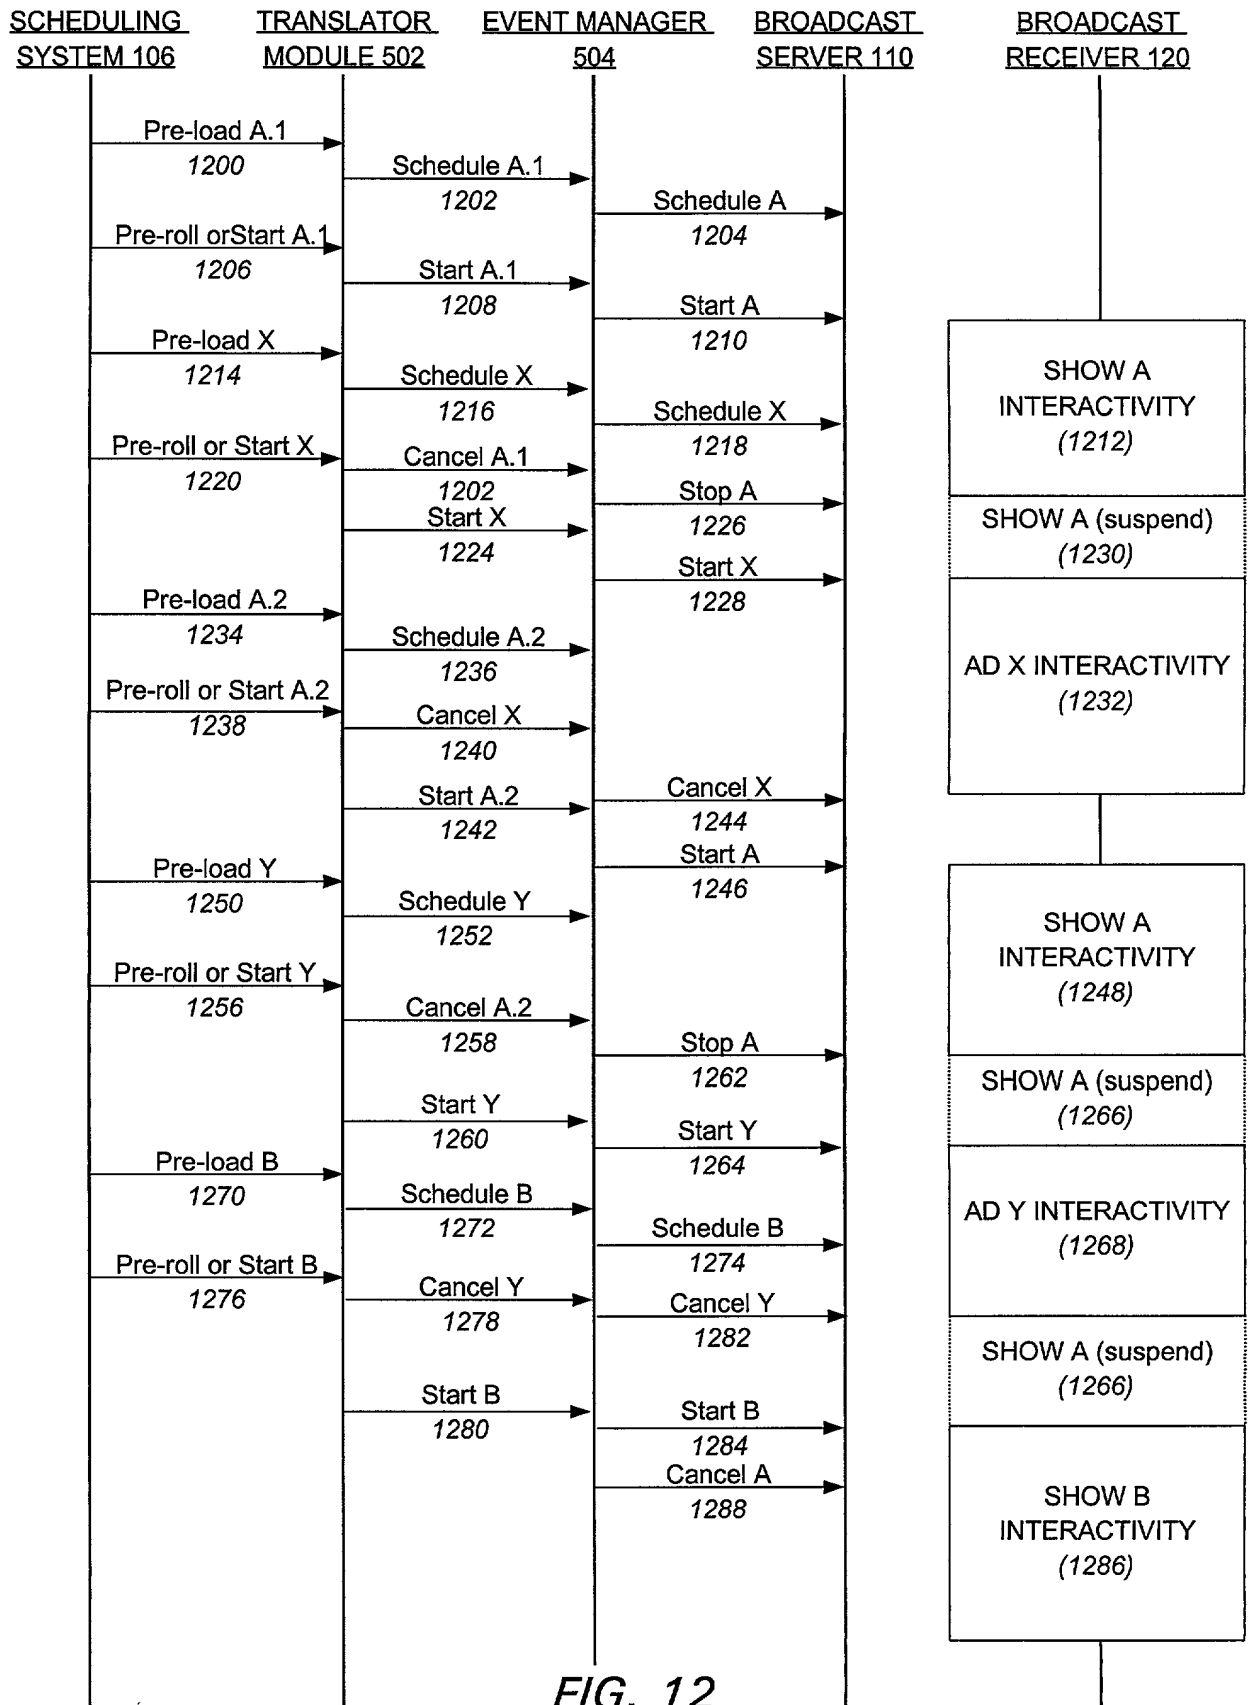 SCHEDULING
SYSTEM 106
TRANSLATOR
MODULE 502
EVENT MANAGER
504
BROADCAST
SERVER 110
BROADCAST
RECEIVER 120
Pre-load A.1
1200
Schedule A.1
1202
Schedule A
1204
Pre-roll orStart A.1
1206
Start A.1
1208
Start A
1210
SHOW A
INTERACTIVITY
(1212)
Pre-load X
1214
Schedule X
1216
Schedule X
1218
Pre-roll or Start X
1220
Cancel A.1
1202
Stop A
1226
Start X
1224
SHOW A (suspend)
(1230)
Start X
1228
Pre-load A.2
1234
Schedule A.2
1236
AD X INTERACTIVITY
(1232)
Pre-roll or Start A.2
1238
Cancel X
1240
Cancel X
1244
Start A.2
1242
Start A
1246
Pre-load Y
1250
Schedule Y
1252
SHOW A
INTERACTIVITY
(1248)
Pre-roll or Start Y
1256
Cancel A.2
1258
Stop A
1262
SHOW A (suspend)
(1266)
Start Y
1260
Start Y
1264
Pre-load B
1270
Schedule B
1272
Schedule B
1274
AD Y INTERACTIVITY
(1268)
Pre-roll or Start B
1276
Cancel Y
1278
Cancel Y
1282
SHOW A (suspend)
(1266)
Start B
1280
Start B
1284
Cancel A
1288
SHOW B
INTERACTIVITY
(1286)
FIG. 12